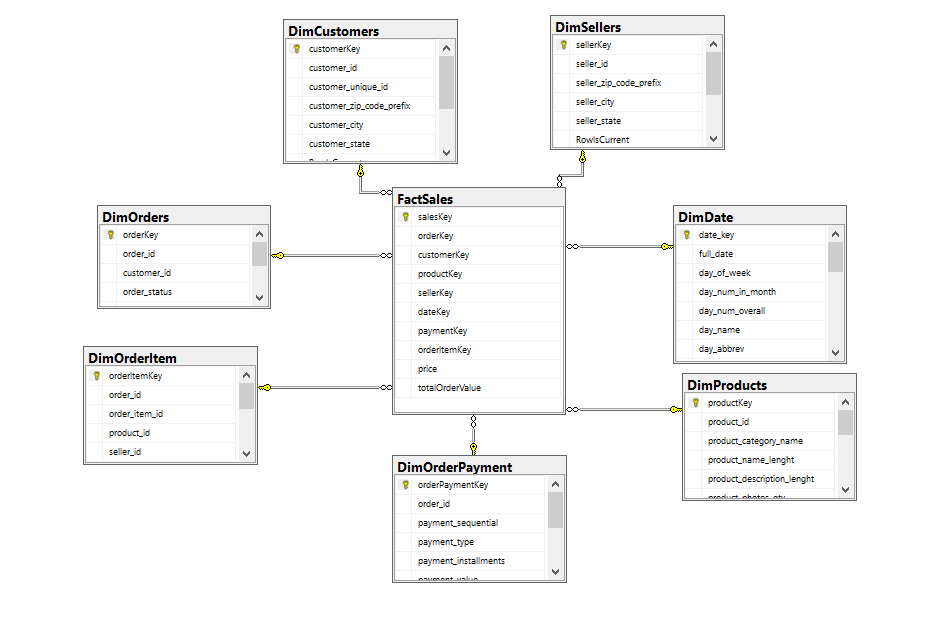 DimCustomers
customerKey
customer_id
customer_unique_id
customer_zip_code_prefix
customer_city
customer_state
DimSellers
sellerKey
seller_id
seller_zip_code_prefix
seller_city
seller_state
RowIsCurrent
FactSales
salesKey
orderKey
customerKey
productKey
sellerKey
dateKey
paymentKey
orderItemKey
price
totalOrderValue
DimOrders
orderKey
order_id
customer_id
order_status
DimDate
date_key
full_date
day_of_week
day_num_in_month
day_num_overall
day_name
day_abbrev
DimOrderItem
orderItemKey
order_id
order_item_id
product_id
seller_id
DimProducts
productKey
product_id
product_category_name
product_name_lenght
product_description_lenght
product_photos_qty
DimOrderPayment
orderPaymentKey
order_id
payment_sequential
payment_type
payment_installments
payment_value